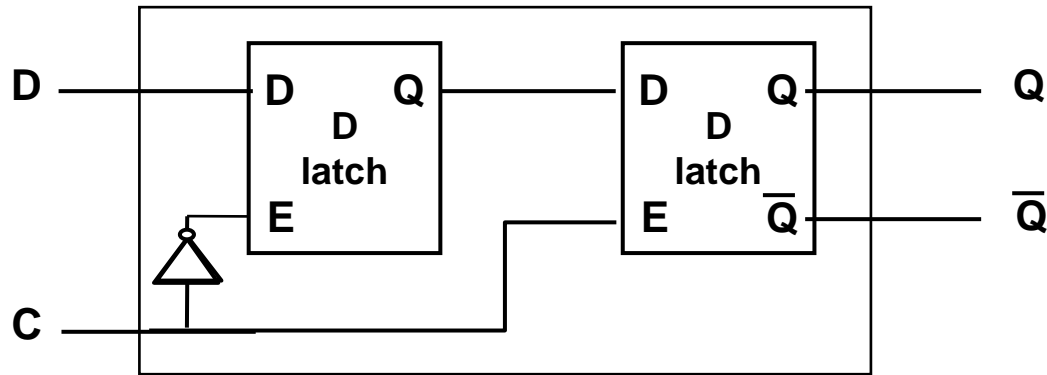 D D Q D Q Q
D D
latch latch
E E Q̅ Q̅
C